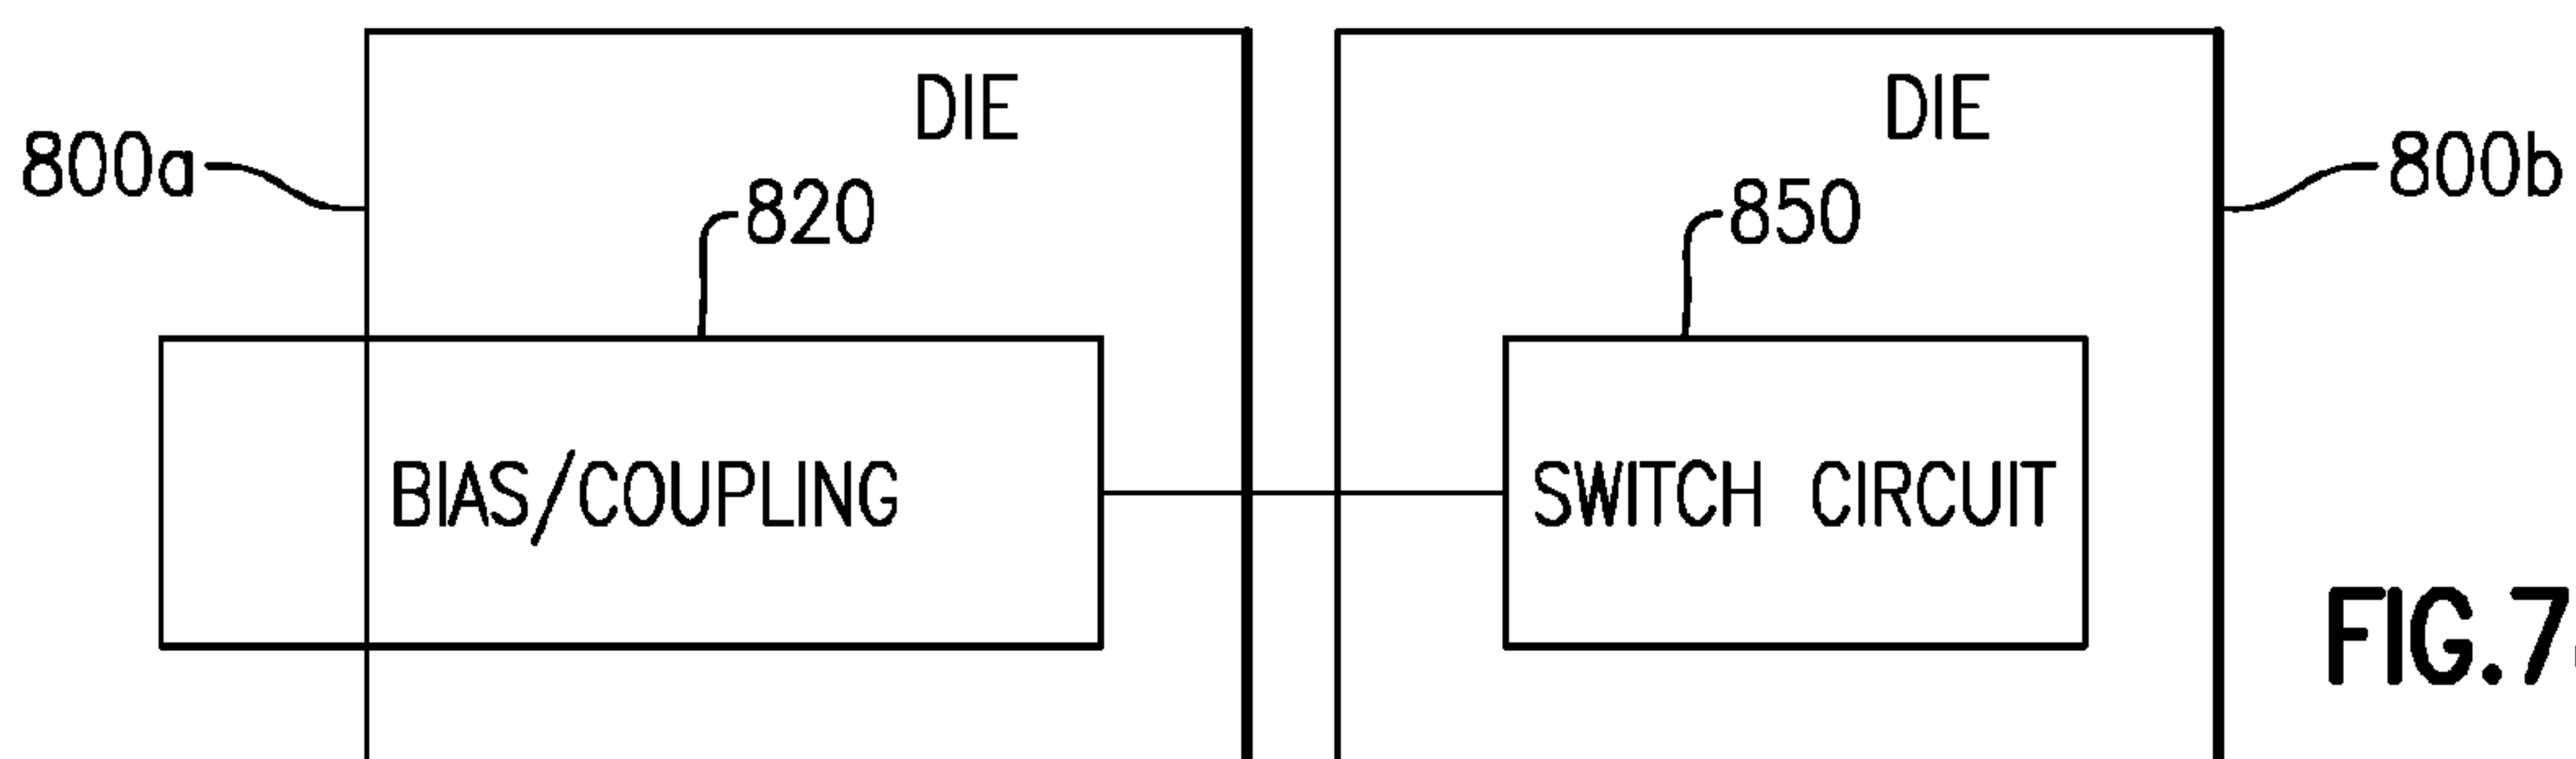 DIE
DIE
800a
800b
820
850
BIAS/COUPLING
SWITCH CIRCUIT
FIG.7